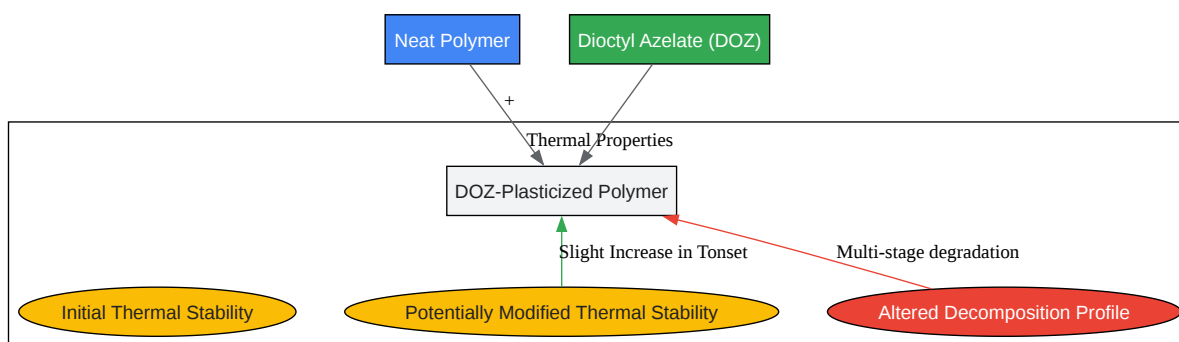 Neat Polymer
Dioctyl Azelate (DOZ)
+
Thermal Properties
DOZ-Plasticized Polymer
Slight Increase in Tonset
Multi-stage degradation
Initial Thermal Stability
Potentially Modified Thermal Stability
Altered Decomposition Profile